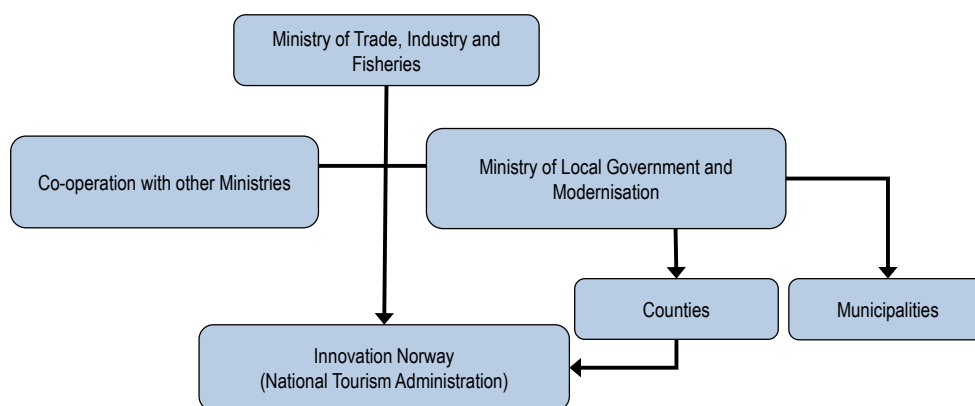 Ministry of Trade, Industry and
Fisheries
Co-operation with other Ministries
Ministry of Local Government and
Modernisation
Counties
Municipalities
Innovation Norway
(National Tourism Administration)